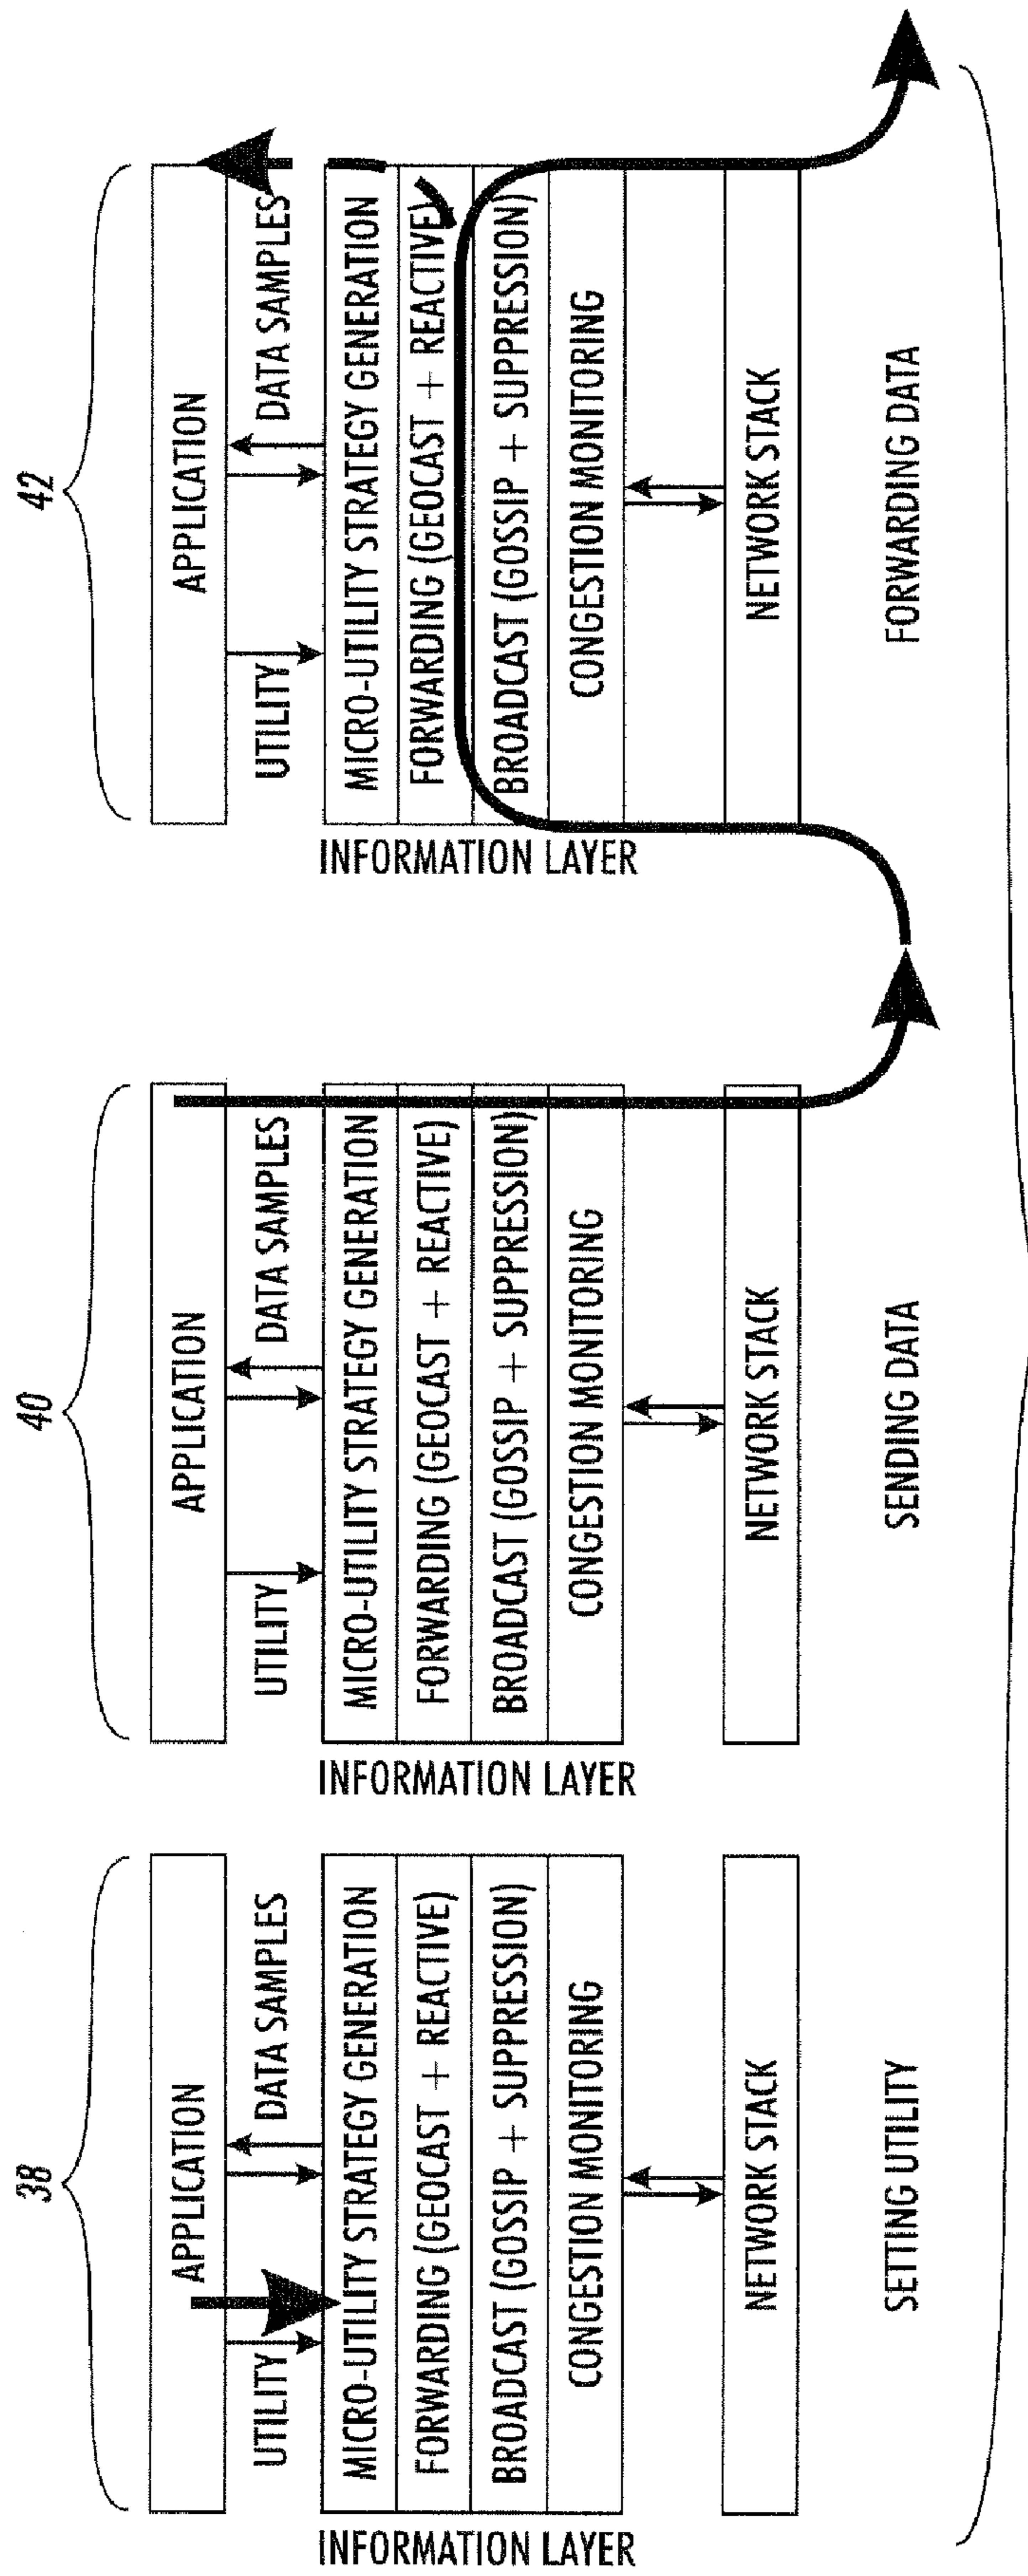 38
APPLICATION
UTILITY
DATA SAMPLES
INFORMATION LAYER
MICRO-UTILITY STRATEGY GENERATION
FORWARDING (GEOCAST + REACTIVE)
BROADCAST (GOSSIP + SUPPRESSION)
CONGESTION MONITORING
NETWORK STACK
SETTING UTILITY
40
APPLICATION
UTILITY
DATA SAMPLES
INFORMATION LAYER
MICRO-UTILITY STRATEGY GENERATION
FORWARDING (GEOCAST + REACTIVE)
BROADCAST (GOSSIP + SUPPRESSION)
CONGESTION MONITORING
NETWORK STACK
SENDING DATA
42
APPLICATION
UTILITY
DATA SAMPLES
INFORMATION LAYER
MICRO-UTILITY STRATEGY GENERATION
FORWARDING (GEOCAST + REACTIVE)
BROADCAST (GOSSIP + SUPPRESSION)
CONGESTION MONITORING
NETWORK STACK
FORWARDING DATA